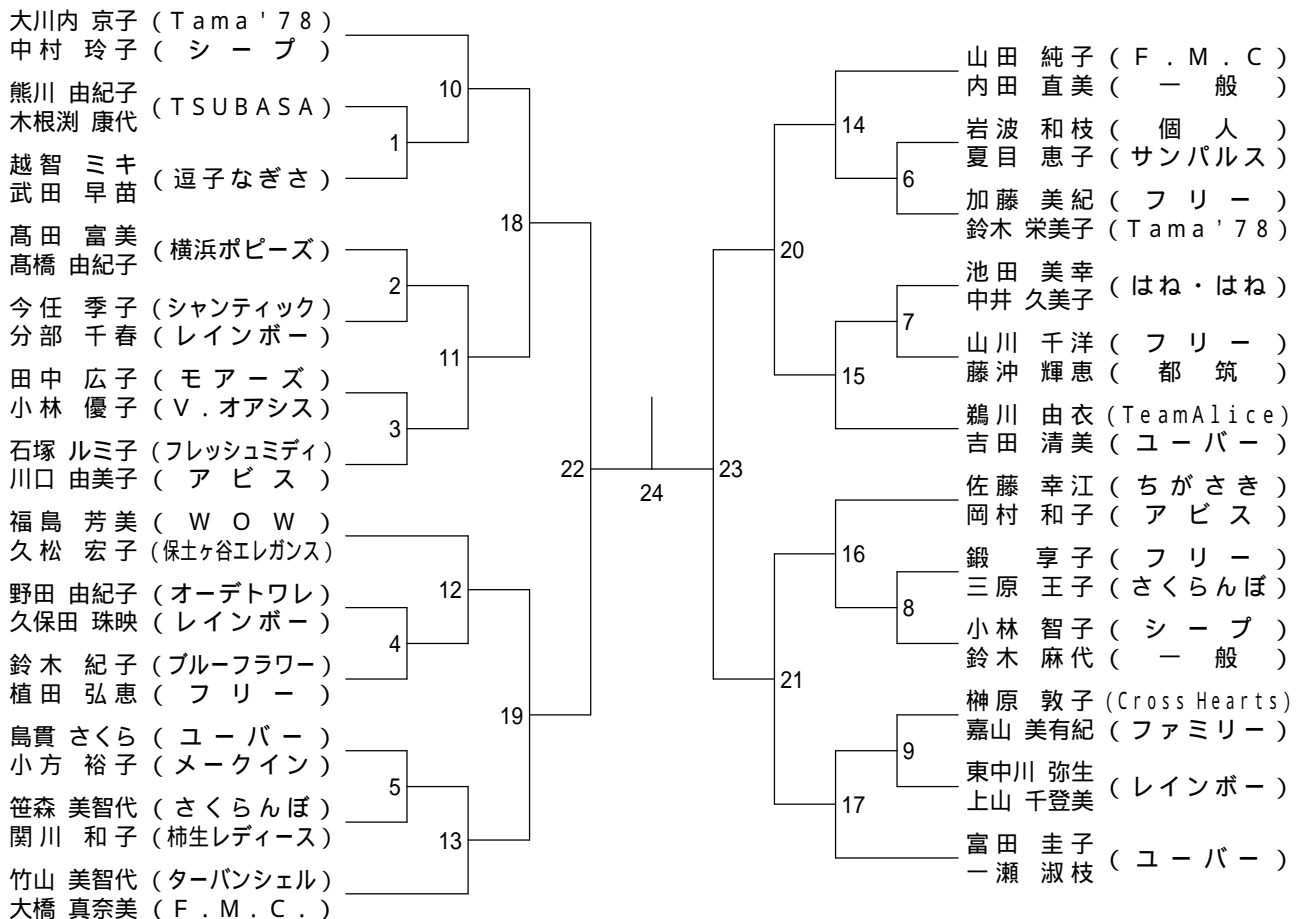 大川内 京子 (Tama'78)
中村 玲子 (シープ)
熊川 由紀子
木根渕 康代
(TSUBASA)
越智 ミキ
武田 早苗
(逗子なぎさ)
髙田 富美
髙橋 由紀子
(横浜ポピーズ)
今任 季子 (シャンティック)
分部 千春 (レインボー)
田中 広子 (モアーズ)
小林 優子 (V.オアシス)
石塚 ルミ子 (フレッシュミディ)
川口 由美子 (アビス)
福島 芳美 (WOW)
久松 宏子 (保土ヶ谷エレガンス)
野田 由紀子 (オーデトワレ)
久保田 珠映 (レインボー)
鈴木 紀子 (ブルーフラワー)
植田 弘恵 (フリー)
島貫 さくら (ユーバー)
小方 裕子 (メークイン)
笹森 美智代 (さくらんぼ)
関川 和子 (柿生レディース)
竹山 美智代 (ターバンシェル)
大橋 真奈美 (F.M.C.)
1
2
3
4
5
10
11
12
13
18
19
22
24
23
20
21
14
15
16
17
6
7
8
9
山田 純子 (F.M.C)
内田 直美 (一般)
岩波 和枝 (個人)
夏目 恵子 (サンパルス)
加藤 美紀 (フリー)
鈴木 栄美子 (Tama'78)
池田 美幸
中井 久美子
(はね・はね)
山川 千洋 (フリー)
藤沖 輝恵 (都筑)
鵜川 由衣 (TeamAlice)
吉田 清美 (ユーバー)
佐藤 幸江 (ちがさき)
岡村 和子 (アビス)
鍛 享子 (フリー)
三原 王子 (さくらんぼ)
小林 智子 (シープ)
鈴木 麻代 (一般)
榊原 敦子 (Cross Hearts)
嘉山 美有紀 (ファミリー)
東中川 弥生
上山 千登美
(レインボー)
富田 圭子
一瀬 淑枝
(ユーバー)